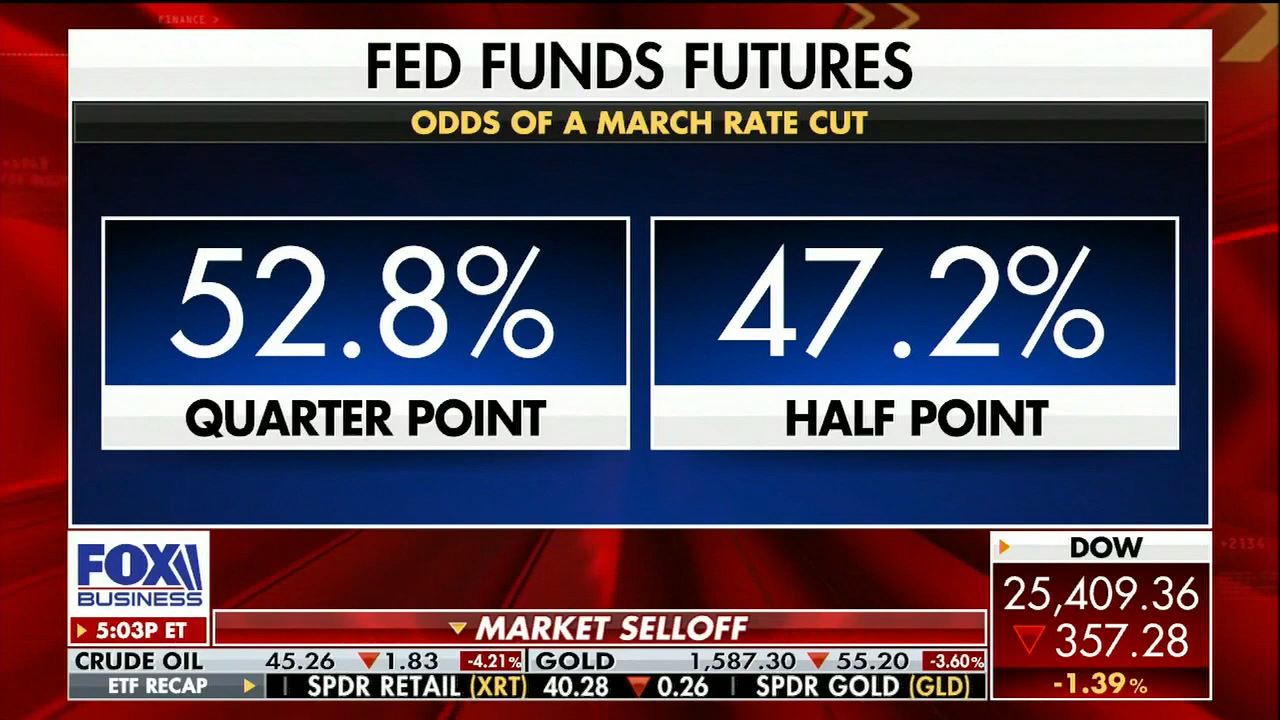 FINANCE >
FED FUNDS FUTURES
ODDS OF A MARCH RATE CUT
52.8%
QUARTER POINT
47.2%
HALF POINT
FOX
BUSINESS
5:03P ET
MARKET SELLOFF
DOW
25,409.36
357.28
-1.39%
CRUDE OIL 45.26 1.83 -4.21% GOLD 1,587.30 55.20 -3.60%
ETF RECAP | SPDR RETAIL (XRT) 40.28 0.26 | SPDR GOLD (GLD)
+2134